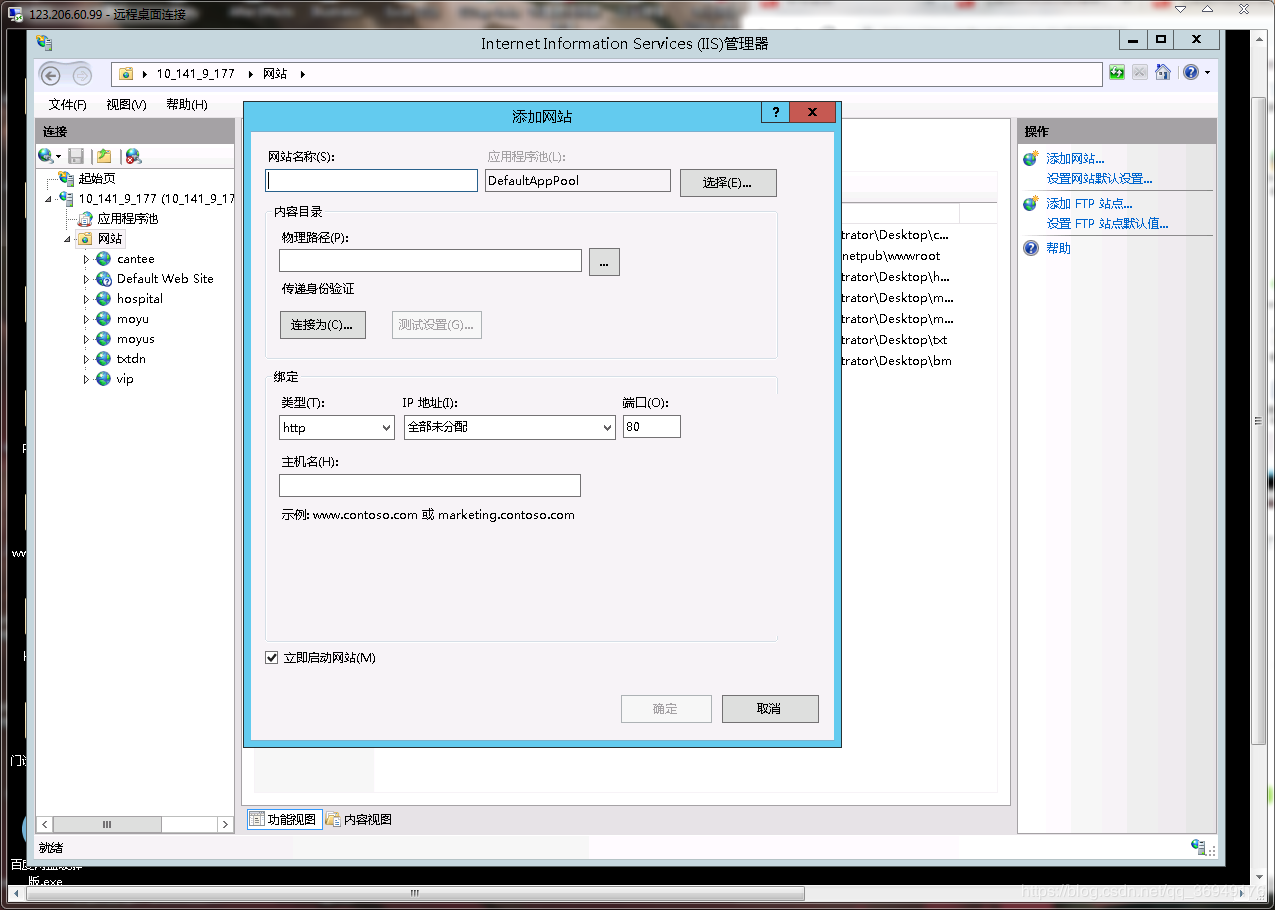 123.206.60.99 - 远程桌面连接
Internet Information Services (IIS)管理器
10_141_9_177
网站
文件(F) 视图(V) 帮助(H)
连接
起始页
10_141_9_177 (10_141_9_17
应用程序池
网站
cantee
Default Web Site
hospital
moyu
moyus
txtdn
vip
添加网站
?
网站名称(S):
应用程序池(L):
DefaultAppPool
选择(E)...
内容目录
物理路径(P):
...
传递身份验证
连接为(C)...
测试设置(G)...
绑定
类型(T):
IP 地址(I):
端口(O):
http
全部未分配
80
主机名(H):
示例: www.contoso.com 或 marketing.contoso.com
立即启动网站(M)
确定
取消
trator\Desktop\c...
netpub\wwwroot
trator\Desktop\h...
trator\Desktop\m...
trator\Desktop\m...
trator\Desktop\txt
trator\Desktop\bm
操作
添加网站...
设置网站默认设置...
添加 FTP 站点...
设置 FTP 站点默认值...
帮助
功能视图
内容视图
就绪
版.exe